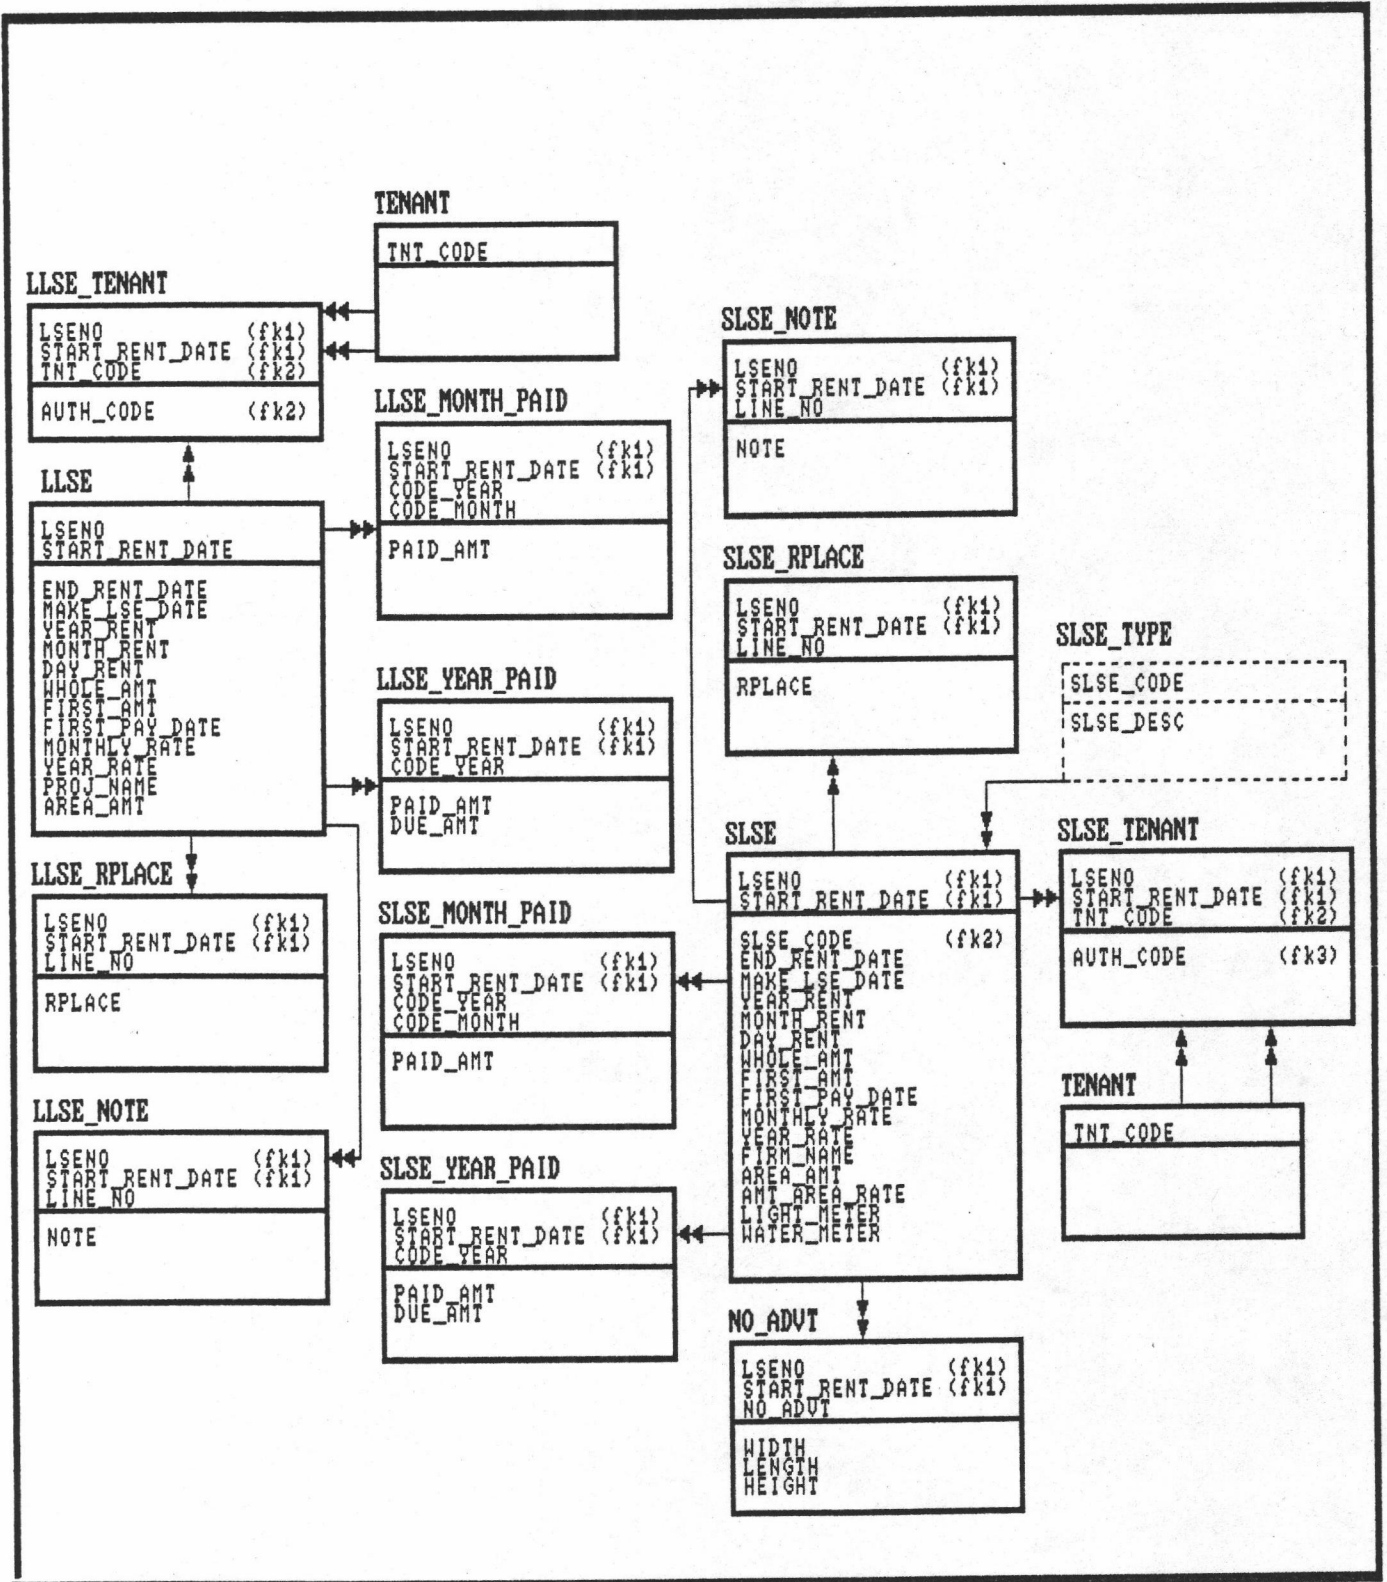 TENANT
TNT_CODE
LLSE_TENANT
LSENO (fk1)
START_RENT_DATE (fk1)
TNT_CODE (fk2)
AUTH_CODE (fk2)
LLSE
LSENO
START_RENT_DATE
END_RENT_DATE
MAKE_LSE_DATE
YEAR_RENT
MONTH_RENT
DAY_RENT
WHOLE_AMT
FIRST_AMT
FIRST_PAY_DATE
MONTHLY_RATE
YEAR_RATE
PROJ_NAME
AREA_AMT
LLSE_RPLACE
LSENO (fk1)
START_RENT_DATE (fk1)
LINE_NO
RPLACE
LLSE_NOTE
LSENO (fk1)
START_RENT_DATE (fk1)
LINE_NO
NOTE
LLSE_MONTH_PAID
LSENO (fk1)
START_RENT_DATE (fk1)
CODE_YEAR
CODE_MONTH
PAID_AMT
LLSE_YEAR_PAID
LSENO (fk1)
START_RENT_DATE (fk1)
CODE_YEAR
PAID_AMT
DUE_AMT
SLSE_MONTH_PAID
LSENO (fk1)
START_RENT_DATE (fk1)
CODE_YEAR
CODE_MONTH
PAID_AMT
SLSE_YEAR_PAID
LSENO (fk1)
START_RENT_DATE (fk1)
CODE_YEAR
PAID_AMT
DUE_AMT
SLSE_NOTE
LSENO (fk1)
START_RENT_DATE (fk1)
LINE_NO
NOTE
SLSE_RPLACE
LSENO (fk1)
START_RENT_DATE (fk1)
LINE_NO
RPLACE
SLSE
LSENO (fk1)
START_RENT_DATE (fk1)
SLSE_CODE (fk2)
END_RENT_DATE
MAKE_LSE_DATE
YEAR_RENT
MONTH_RENT
DAY_RENT
WHOLE_AMT
FIRST_AMT
FIRST_PAY_DATE
MONTHLY_RATE
YEAR_RATE
FIRM_NAME
AREA_AMT
AMT_AREA_RATE
LIGHT_METER
WATER_METER
NO_ADVT
LSENO (fk1)
START_RENT_DATE (fk1)
NO_ADVT
WIDTH
LENGTH
HEIGHT
SLSE_TYPE
SLSE_CODE
SLSE_DESC
SLSE_TENANT
LSENO (fk1)
START_RENT_DATE (fk1)
TNT_CODE (fk2)
AUTH_CODE (fk3)
TENANT
TNT_CODE